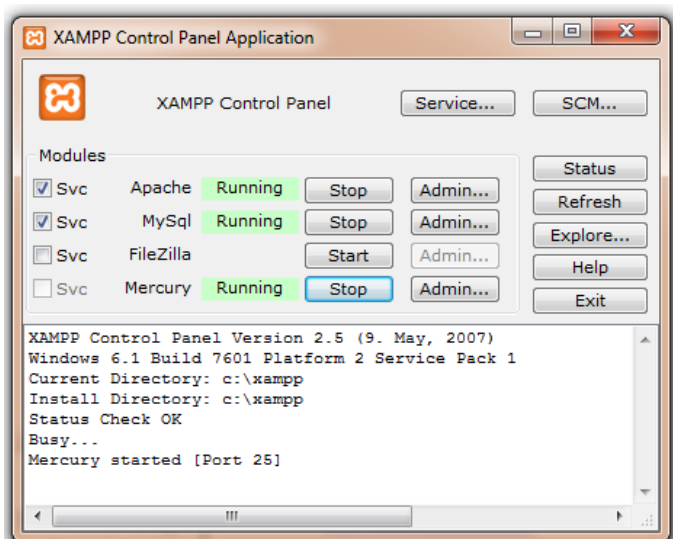 XAMPP Control Panel Application
XAMPP Control Panel Service... SCM...
Modules
Svc Apache Running Stop Admin...
Svc MySql Running Stop Admin...
Svc FileZilla Start Admin...
Svc Mercury Running Stop Admin...
Status
Refresh
Explore...
Help
Exit
XAMPP Control Panel Version 2.5 (9. May, 2007)
Windows 6.1 Build 7601 Platform 2 Service Pack 1
Current Directory: c:\xampp
Install Directory: c:\xampp
Status Check OK
Busy...
Mercury started [Port 25]